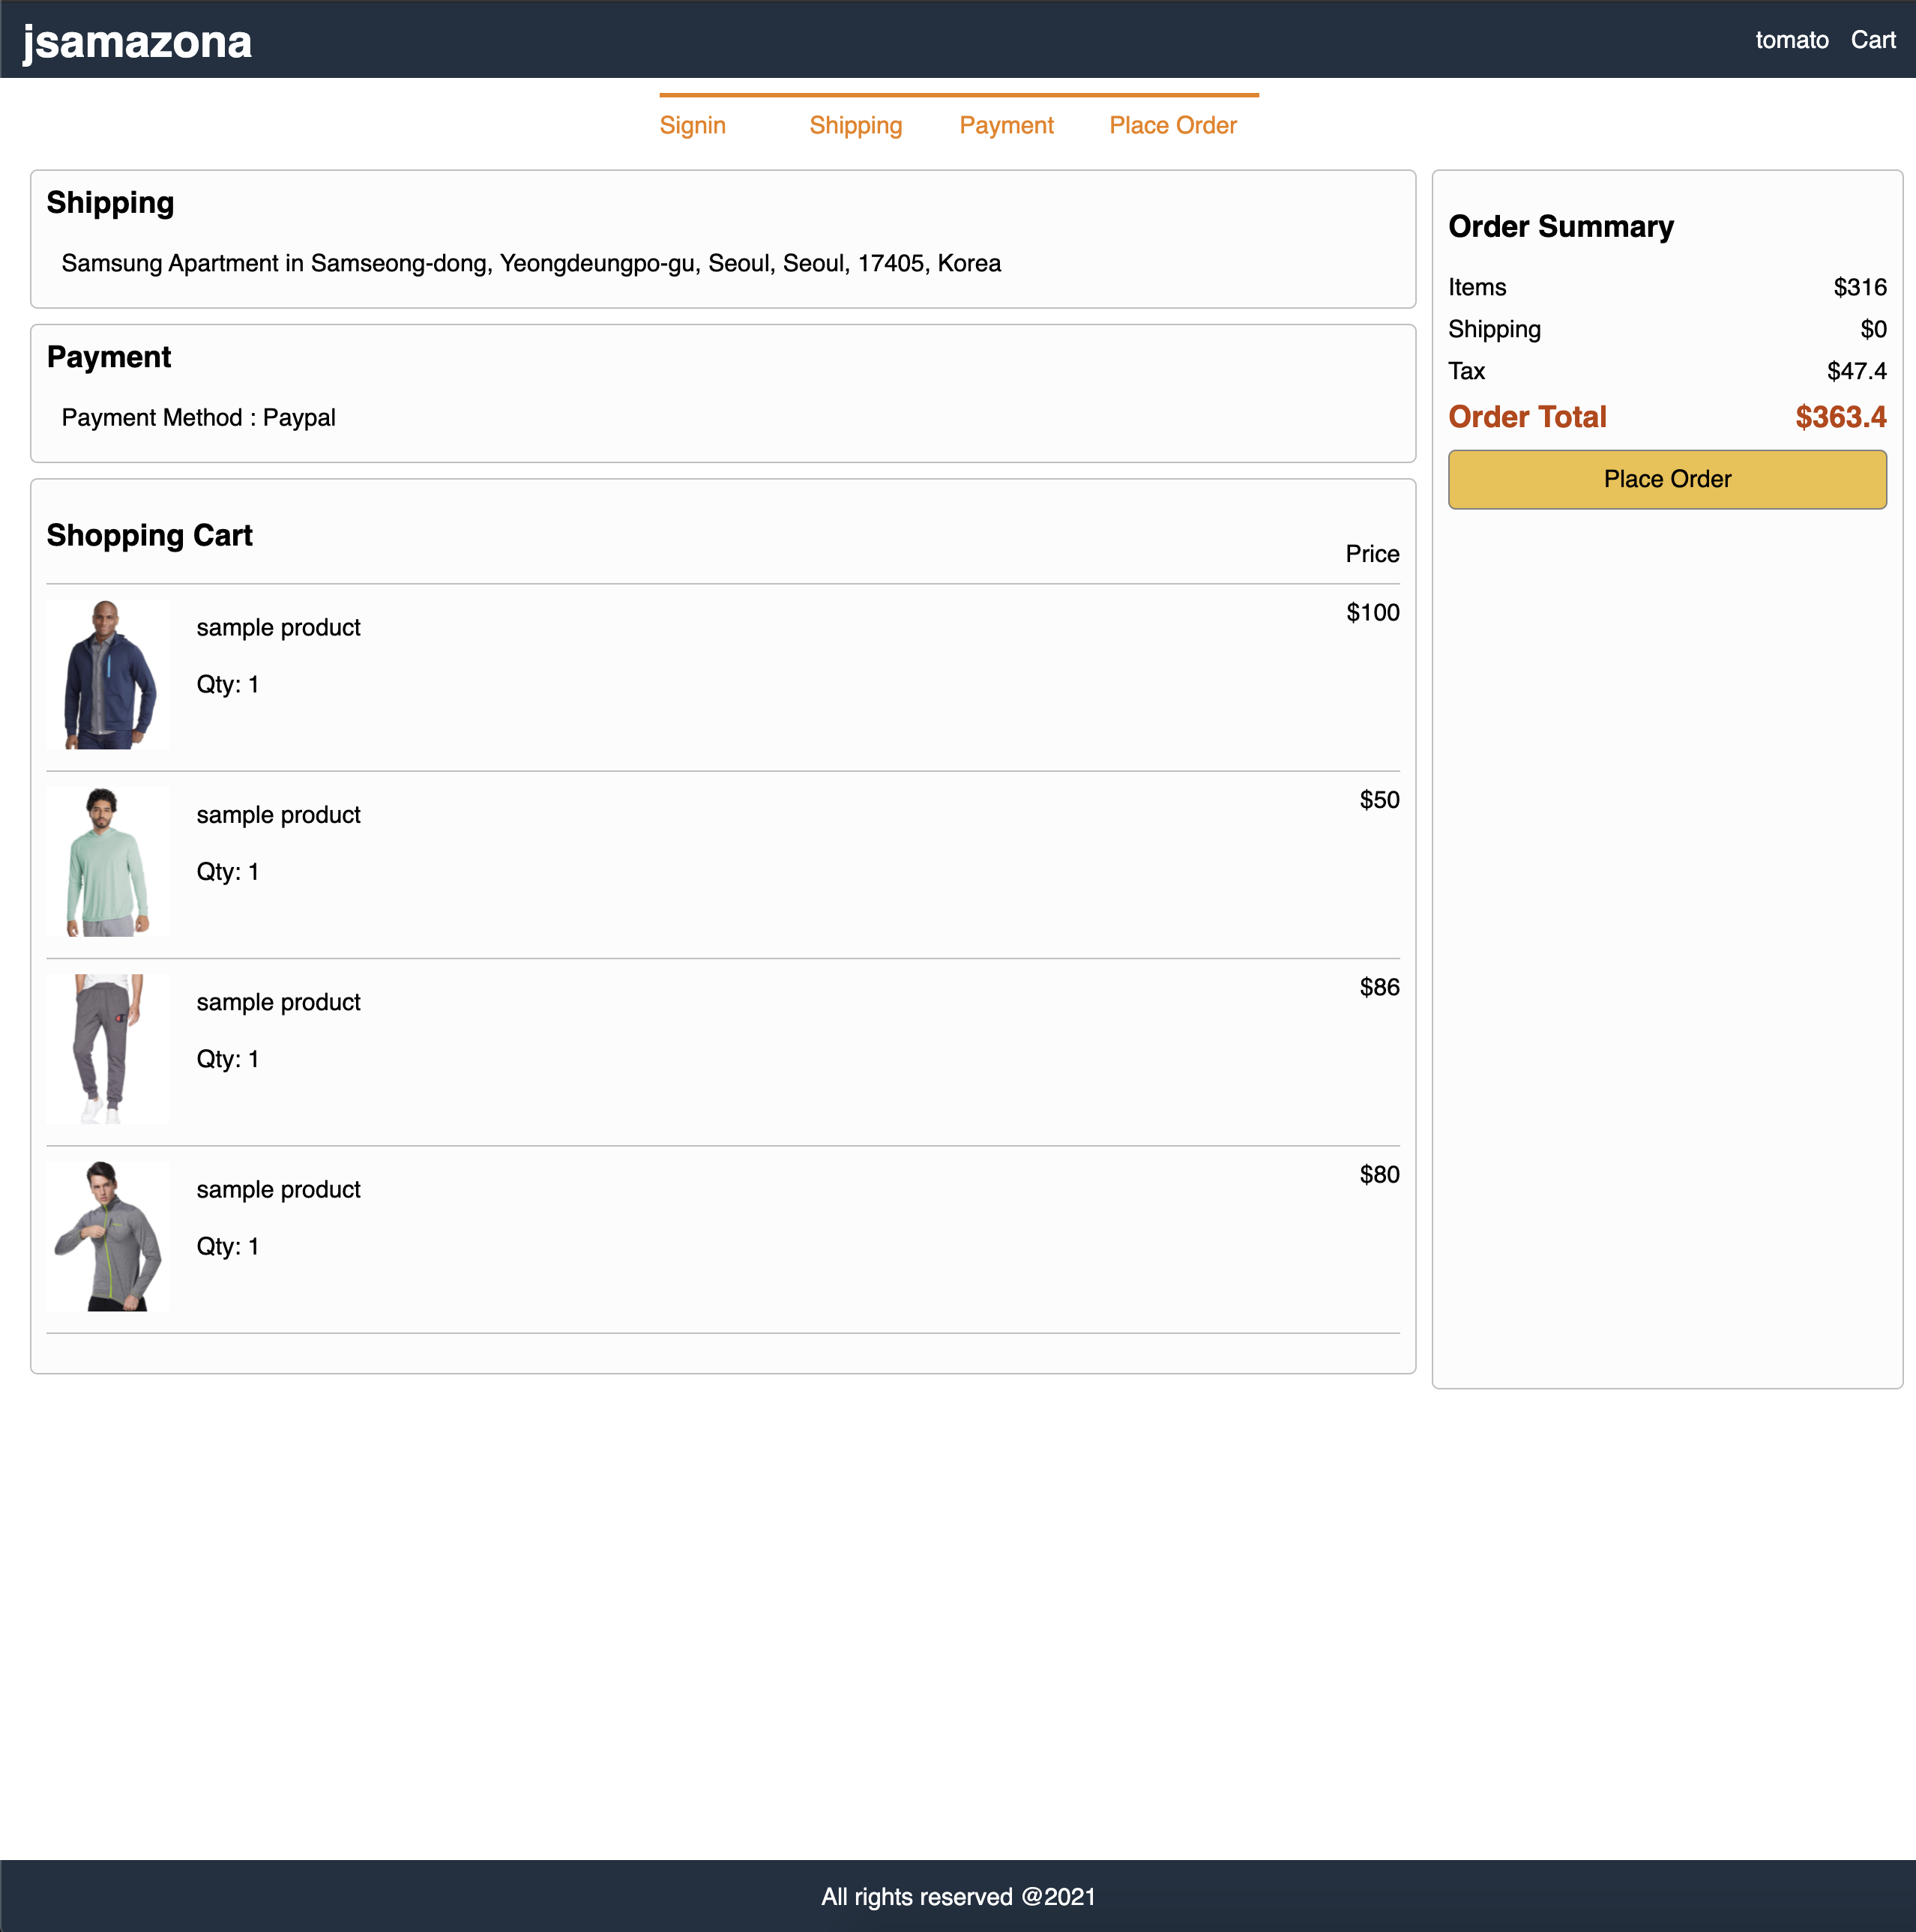 jsamazona
tomato Cart
Signin Shipping Payment Place Order
Shipping
Samsung Apartment in Samseong-dong, Yeongdeungpo-gu, Seoul, Seoul, 17405, Korea
Payment
Payment Method : Paypal
Shopping Cart
Price
sample product
$100
Qty: 1
sample product
$50
Qty: 1
sample product
$86
Qty: 1
sample product
$80
Qty: 1
Order Summary
Items $316
Shipping $0
Tax $47.4
Order Total $363.4
Place Order
All rights reserved @2021